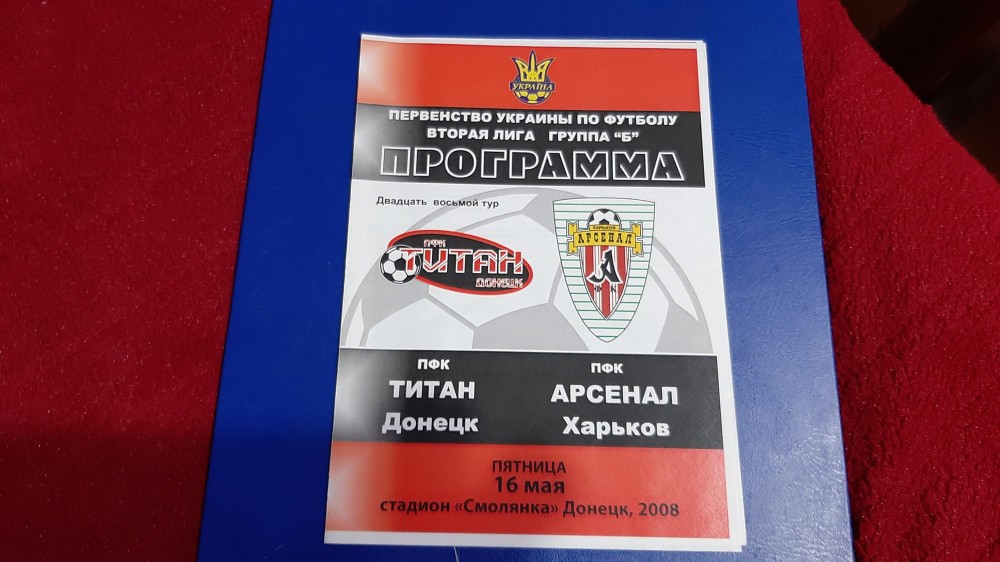 УКРАЇНА
ПЕРВЕНСТВО УКРАИНЫ ПО ФУТБОЛУ
ВТОРАЯ ЛИГА ГРУППА "Б"
ПРОГРАММА
Двадцать восьмой тур
ПФК
ТИТАН
ДОНЕЦК
ХАРЬКОВ
АРСЕНАЛ
А
ФК
ПФК
ТИТАН
Донецк
ПФК
АРСЕНАЛ
Харьков
ПЯТНИЦА
16 мая
стадион «Смолянка» Донецк, 2008